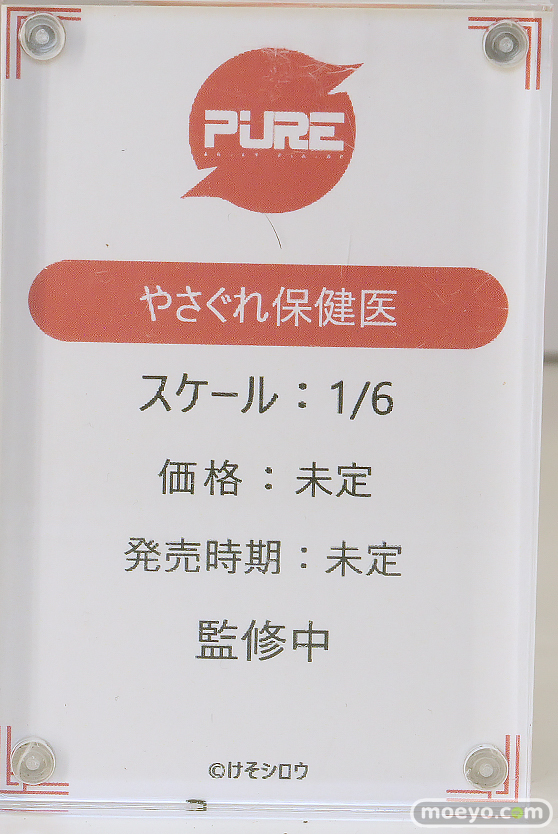 PURE
やさぐれ保健医
スケール：1/6
価格：未定
発売時期：未定
監修中
©けそシロウ
moeyo.com